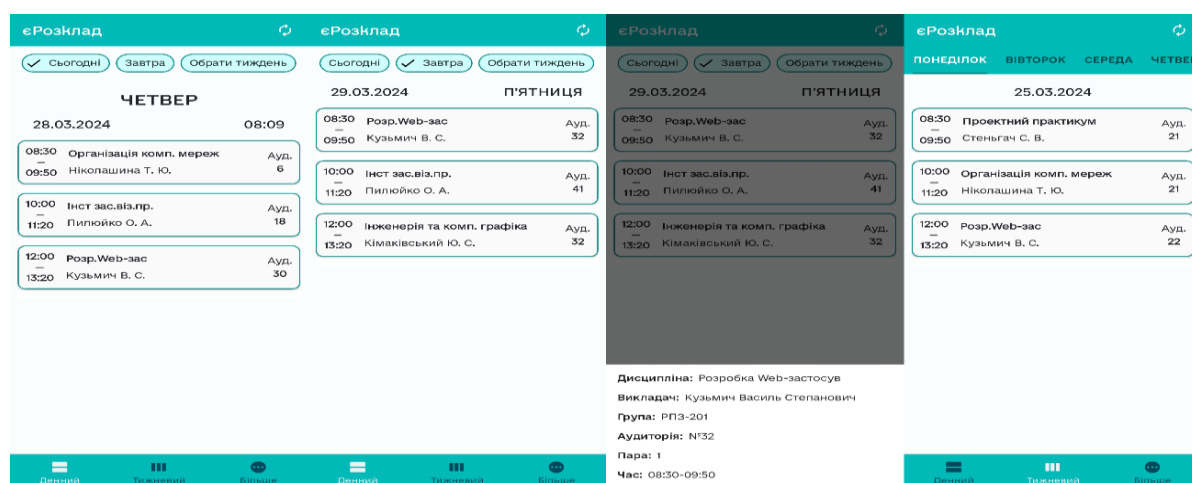 єРозклад
Сьогодні Завтра Обрати тиждень
ЧЕТВЕР
28.03.2024 08:09
08:30 Організація комп. мереж Ауд.
— 09:50 Ніколашина Т. Ю. 6
10:00 Інст зас.віз.пр. Ауд.
— 11:20 Пилюйко О. А. 18
12:00 Розр.Web-зас Ауд.
— 13:20 Кузьмич В. С. 30
Денний Тижневий Більше
єРозклад
Сьогодні Завтра Обрати тиждень
29.03.2024 П'ЯТНИЦЯ
08:30 Розр.Web-зас Ауд.
— 09:50 Кузьмич В. С. 32
10:00 Інст зас.віз.пр. Ауд.
— 11:20 Пилюйко О. А. 41
12:00 Інженерія та комп. графіка Ауд.
— 13:20 Кімаківський Ю. С. 32
Денний Тижневий Більше
єРозклад
Сьогодні Завтра Обрати тиждень
29.03.2024 П'ЯТНИЦЯ
08:30 Розр.Web-зас Ауд.
— 09:50 Кузьмич В. С. 32
10:00 Інст зас.віз.пр. Ауд.
— 11:20 Пилюйко О. А. 41
12:00 Інженерія та комп. графіка Ауд.
— 13:20 Кімаківський Ю. С. 32
Дисципліна: Розробка Web-застосув
Викладач: Кузьмич Василь Степанович
Група: РПЗ-201
Аудиторія: №32
Пара: 1
Час: 08:30-09:50
єРозклад
ПОНЕДІЛОК ВІВТОРОК СЕРЕДА ЧЕТВЕР
25.03.2024
08:30 Проектний практикум Ауд.
— 09:50 Стеньгач С. В. 21
10:00 Організація комп. мереж Ауд.
— 11:20 Ніколашина Т. Ю. 21
12:00 Розр.Web-зас Ауд.
— 13:20 Кузьмич В. С. 22
Денний Тижневий Більше